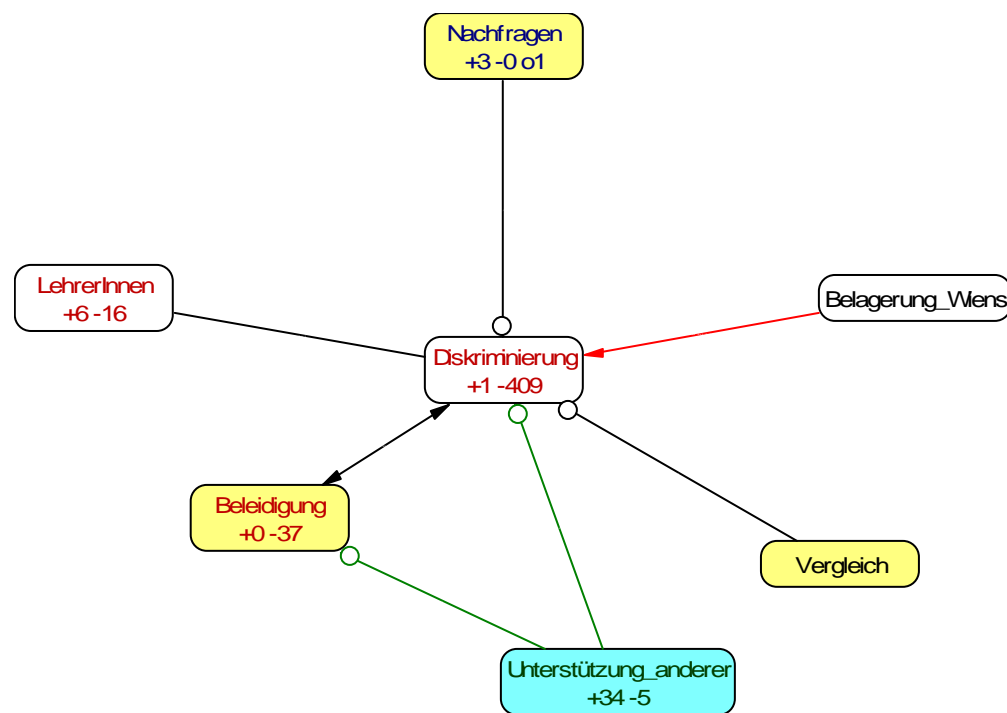 Nachfragen
+3 -0 o1
LehrerInnen
+6 -16
Belagerung_Wiens
Diskriminierung
+1 -409
Beleidigung
+0 -37
Vergleich
Unterstützung_anderer
+34 -5